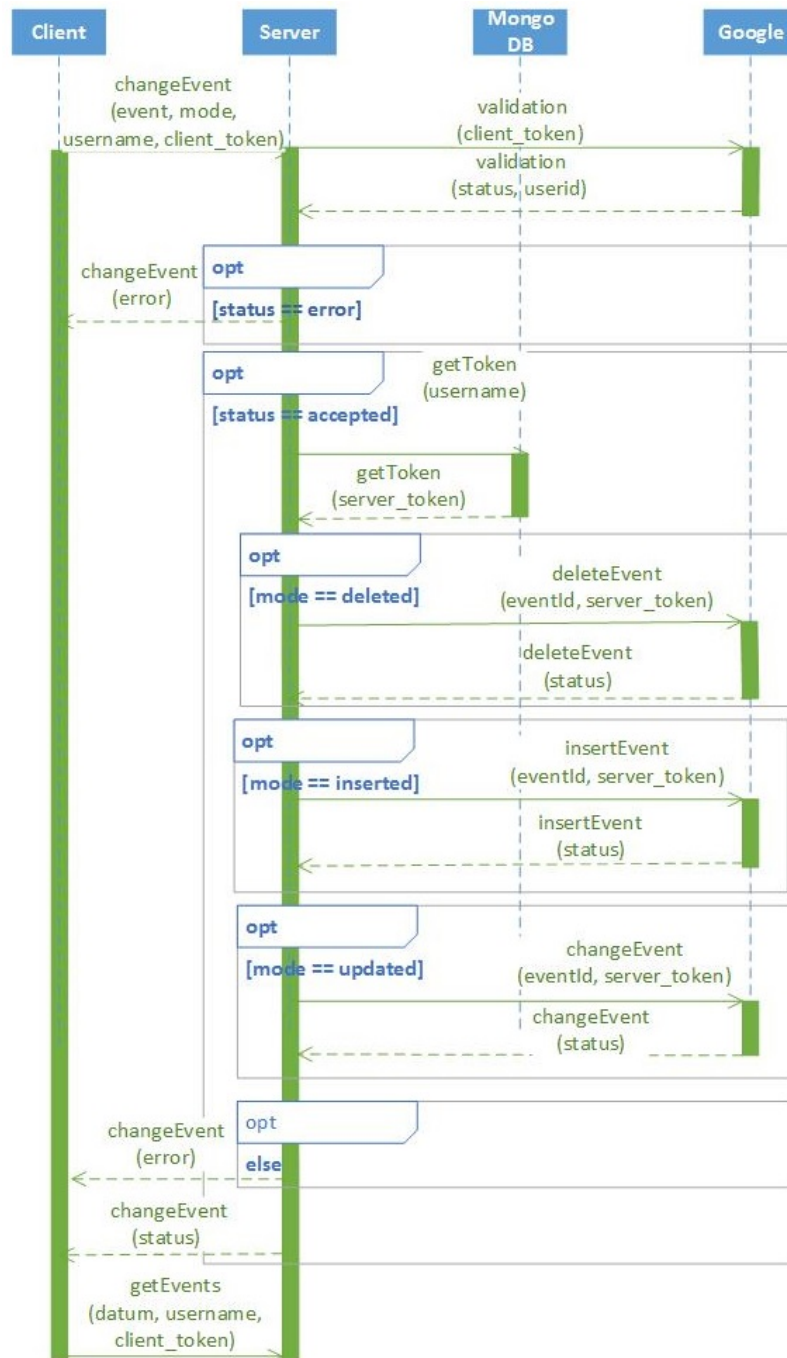 Client
Server
Mongo
DB
Google
changeEvent
(event, mode,
username, client_token)
validation
(client_token)
validation
(status, userid)
opt
changeEvent
(error)
[status == error]
opt
getToken
(username)
[status == accepted]
getToken
(server_token)
opt
[mode == deleted]
deleteEvent
(eventId, server_token)
deleteEvent
(status)
opt
[mode == inserted]
insertEvent
(eventId, server_token)
insertEvent
(status)
opt
[mode == updated]
changeEvent
(eventId, server_token)
changeEvent
(status)
opt
changeEvent
(error)
else
changeEvent
(status)
getEvents
(datum, username,
client_token)